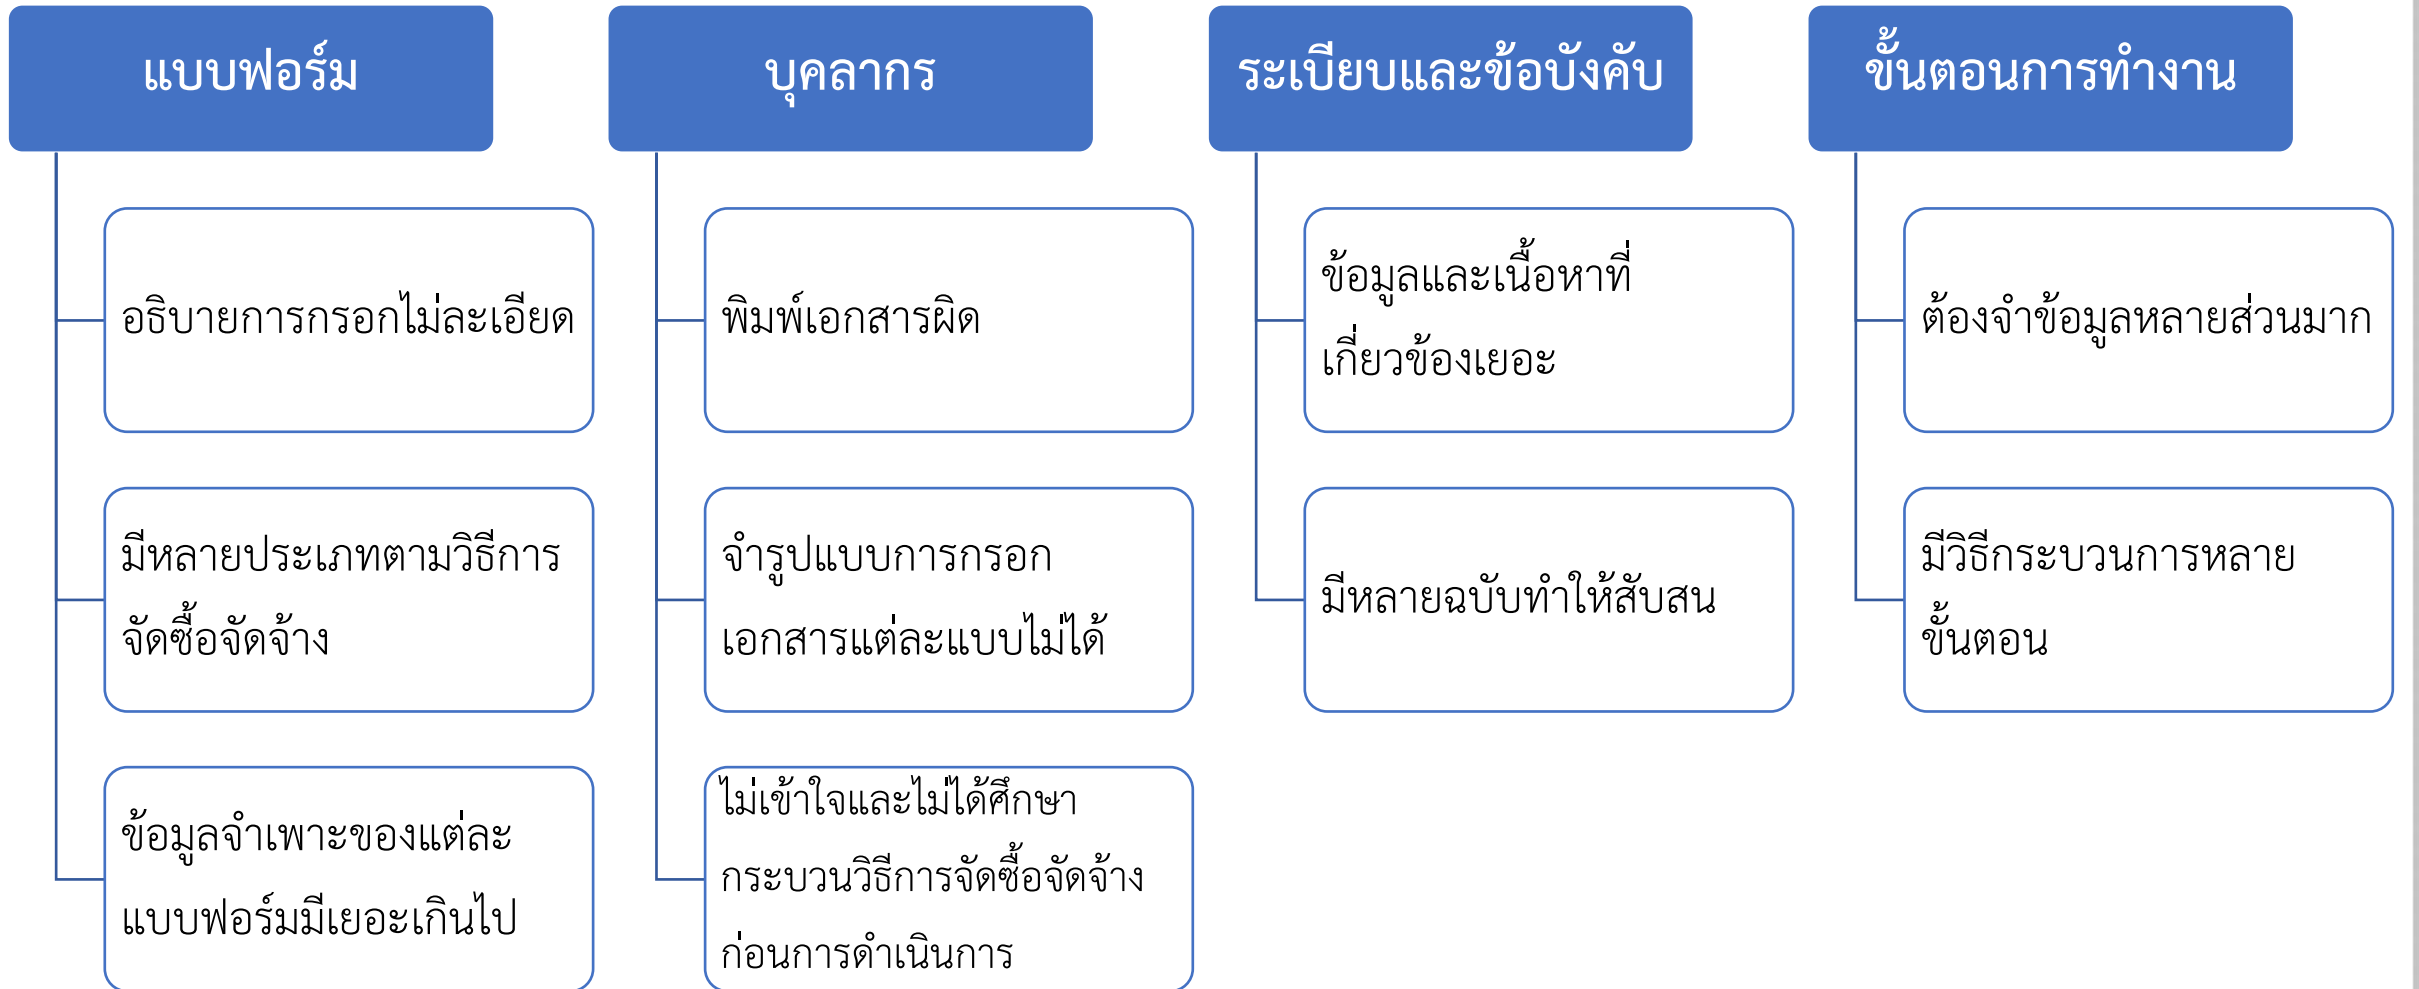 แบบฟอร์ม
อธิบายการกรอกไม่ละเอียด
มีหลายประเภทตามวิธีการ
จัดซื้อจัดจ้าง
ข้อมูลจำเพาะของแต่ละ
แบบฟอร์มมีเยอะเกินไป
บุคลากร
พิมพ์เอกสารผิด
จำรูปแบบการกรอก
เอกสารแต่ละแบบไม่ได้
ไม่เข้าใจและไม่ได้ศึกษา
กระบวนวิธีการจัดซื้อจัดจ้าง
ก่อนการดำเนินการ
ระเบียบและข้อบังคับ
ข้อมูลและเนื้อหาที่
เกี่ยวข้องเยอะ
มีหลายฉบับทำให้สับสน
ขั้นตอนการทำงาน
ต้องจำข้อมูลหลายส่วนมาก
มีวิธีกระบวนการหลาย
ขั้นตอน